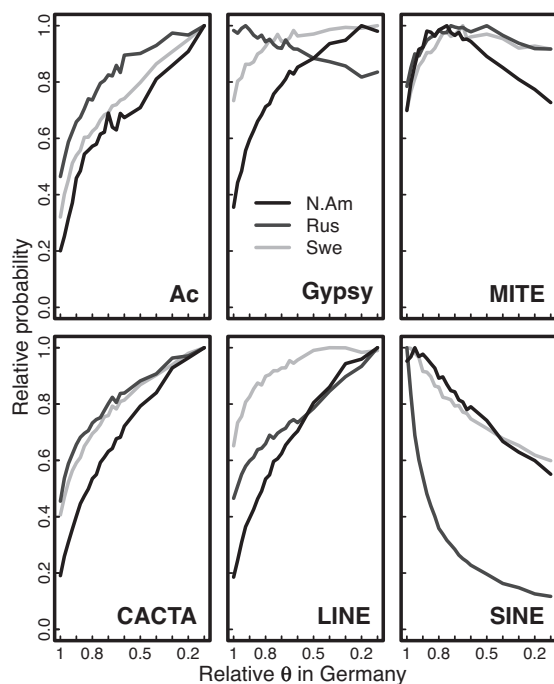 1.0
0.8
0.6
0.4
0.2
0.0
Ac
N.Am
Rus
Swe
Gypsy
MITE
Relative probability
1.0
0.8
0.6
0.4
0.2
0.0
CACTA
LINE
SINE
1 0.8 0.5 0.2
1 0.8 0.5 0.2
1 0.8 0.5 0.2
Relative θ in Germany